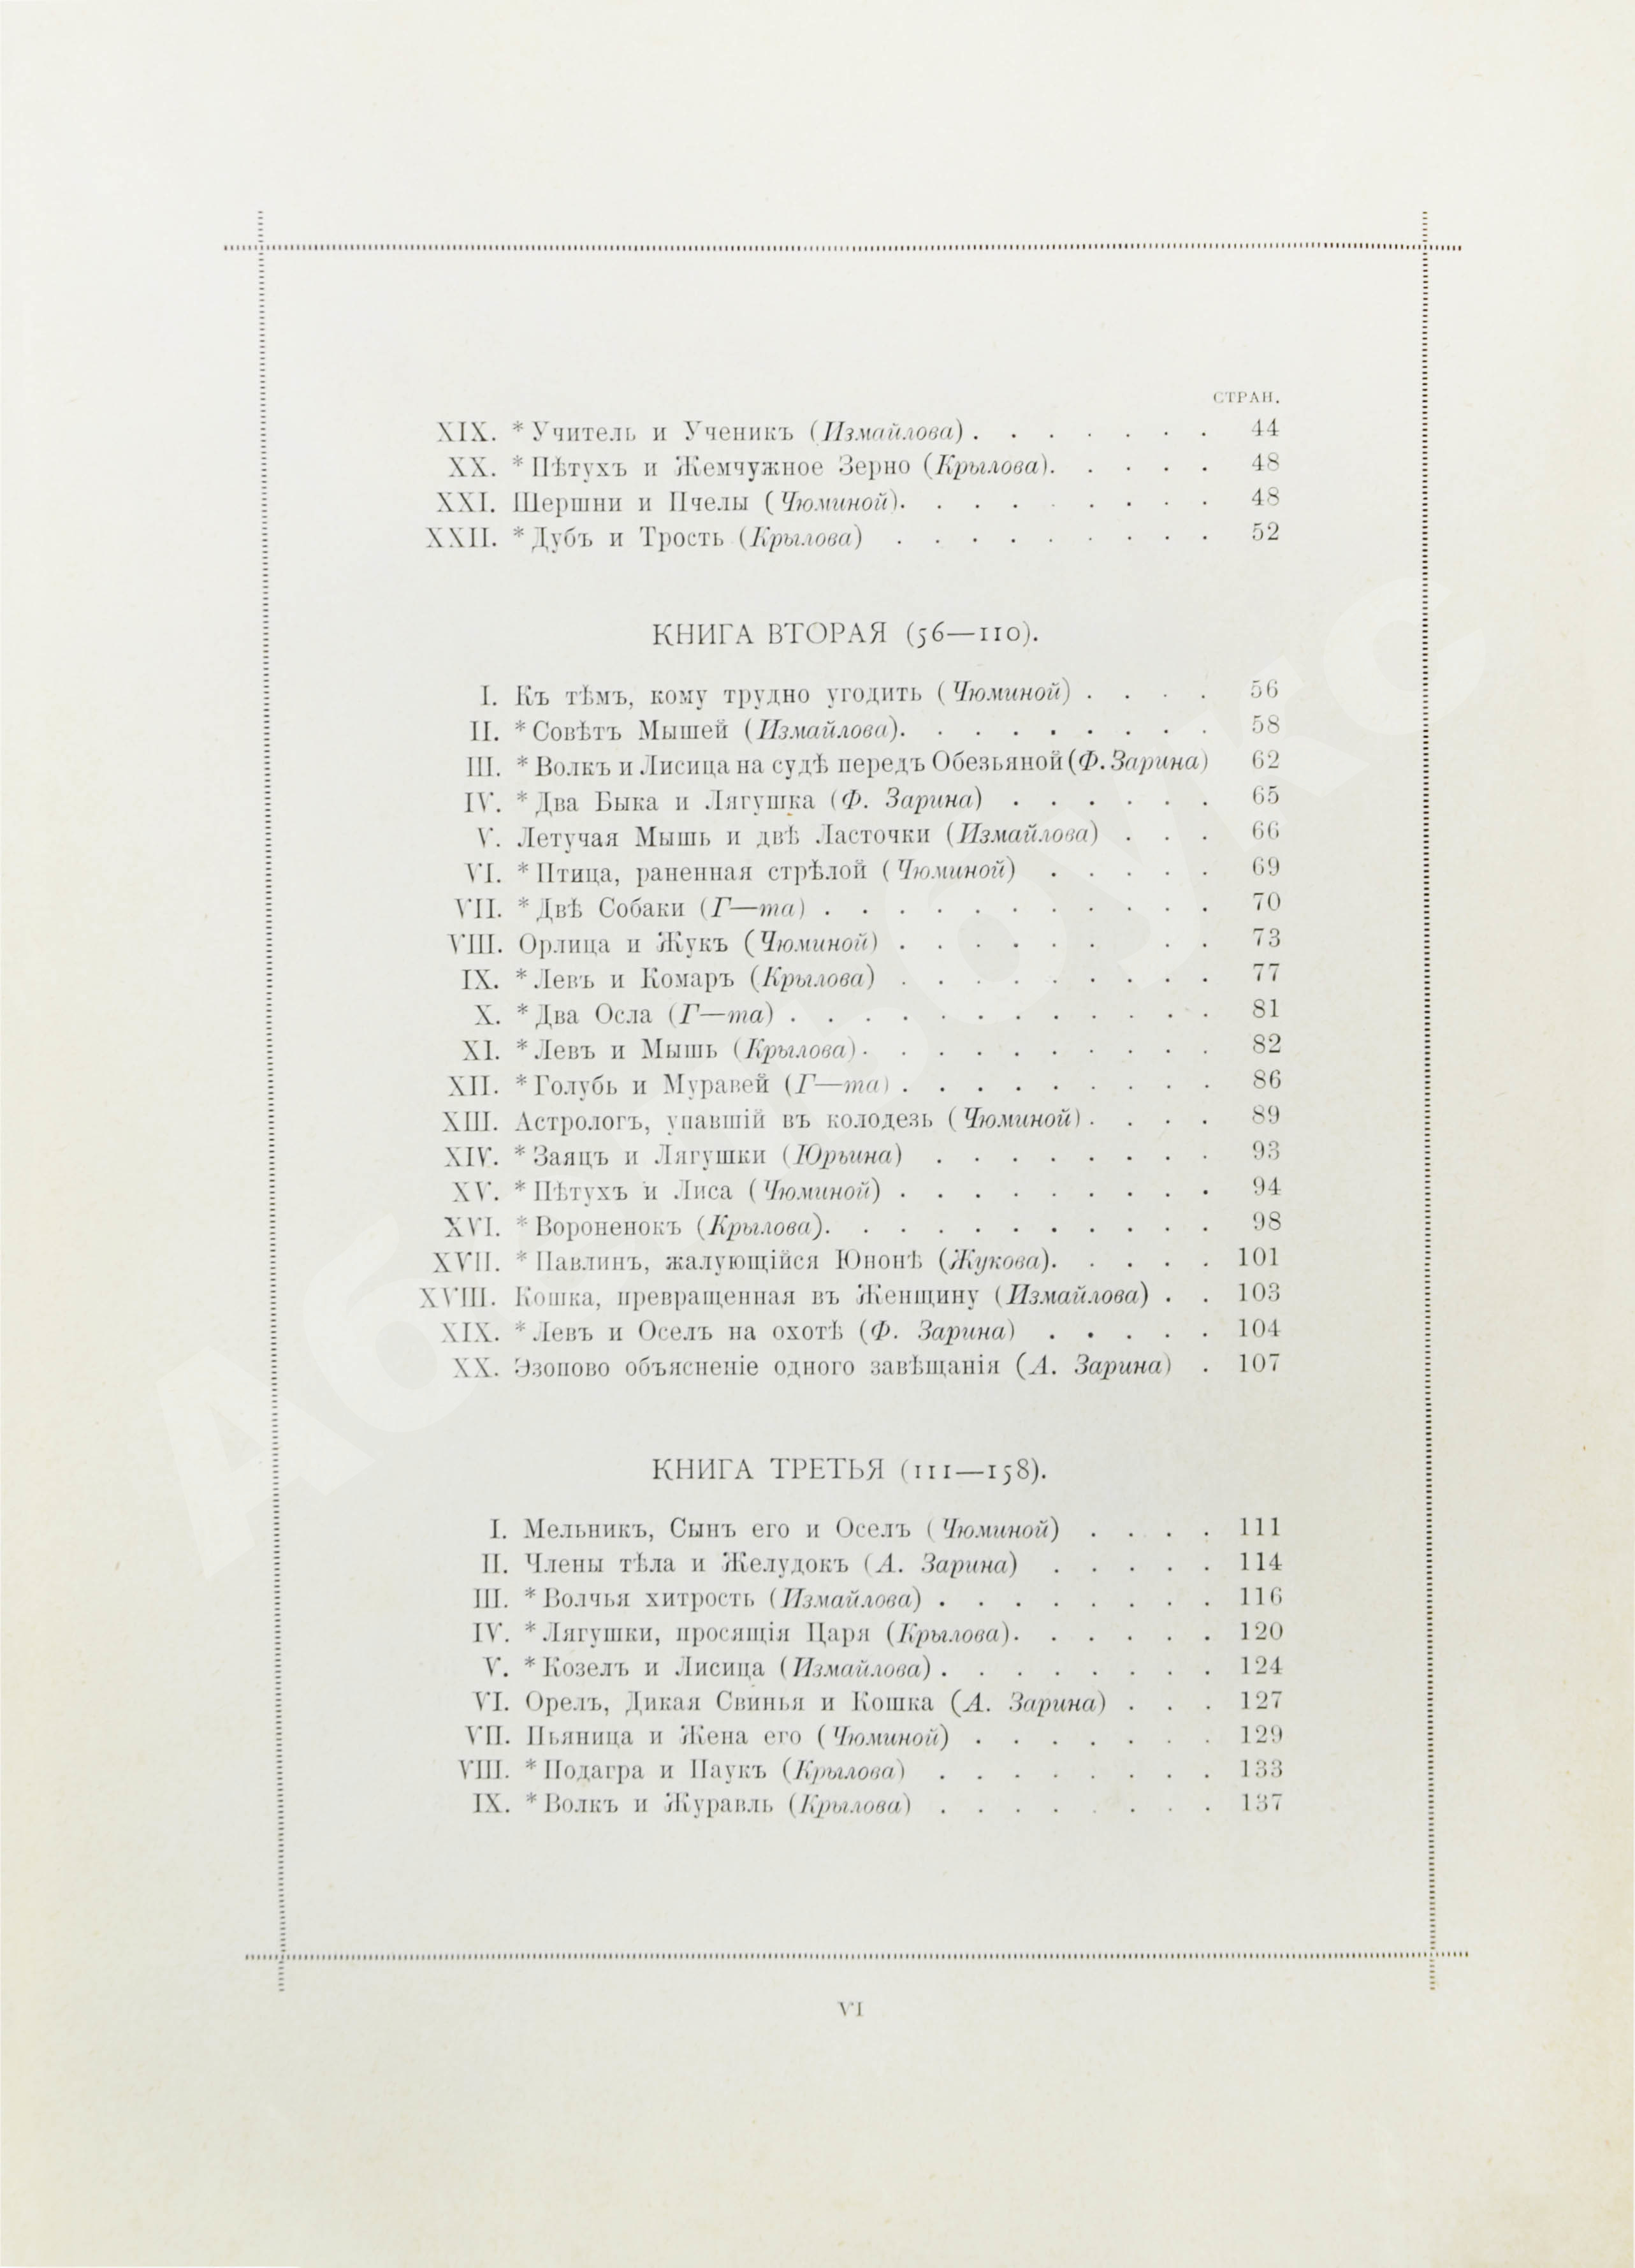 СТРАН.
XIX. * Учитель и Ученикъ (Измайлова) . . . . . . . 44
XX. * Пѣтухъ и Жемчужное Зерно (Крылова). . . . . 48
XXI. Шершни и Пчелы (Чюминой). . . . . . . . . 48
XXII. * Дубъ и Трость (Крылова) . . . . . . . . . 52
КНИГА ВТОРАЯ (56—110).
I. Къ тѣмъ, кому трудно угодить (Чюминой) . . . . 56
II. * Совѣтъ Мышей (Измайлова). . . . . . . . . 58
III. * Волкъ и Лисица на судѣ передъ Обезьяной (Ф. Зарина) 62
IV. * Два Быка и Лягушка (Ф. Зарина) . . . . . . 65
V. Летучая Мышь и двѣ Ласточки (Измайлова) . . . 66
VI. * Птица, раненная стрѣлой (Чюминой) . . . . . 69
VII. * Двѣ Собаки (Г—та) . . . . . . . . . . . 70
VIII. Орлица и Жукъ (Чюминой) . . . . . . . . 73
IX. * Левъ и Комаръ (Крылова) . . . . . . . . . 77
X. * Два Осла (Г—та) . . . . . . . . . . . . 81
XI. * Левъ и Мышь (Крылова). . . . . . . . . . 82
XII. * Голубь и Муравей (Г—та) . . . . . . . . . 86
XIII. Астрологъ, упавшій въ колодезь (Чюминой). . . . 89
XIV. * Заяцъ и Лягушки (Юрьина) . . . . . . . . 93
XV. * Пѣтухъ и Лиса (Чюминой) . . . . . . . . . 94
XVI. * Вороненокъ (Крылова). . . . . . . . . . . 98
XVII. * Павлинъ, жалующійся Юнонѣ (Жукова). . . . . 101
XVIII. Кошка, превращенная въ Женщину (Измайлова) . . 103
XIX. * Левъ и Оселъ на охотѣ (Ф. Зарина) . . . . . 104
XX. Эзопово объясненіе одного завѣщанія (А. Зарина) . 107
КНИГА ТРЕТЬЯ (111—158).
I. Мельникъ, Сынъ его и Оселъ (Чюминой) . . . . 111
II. Члены тѣла и Желудокъ (А. Зарина) . . . . . 114
III. * Волчья хитрость (Измайлова) . . . . . . . . 116
IV. * Лягушки, просящія Царя (Крылова). . . . . . 120
V. * Козелъ и Лисица (Измайлова) . . . . . . . . 124
VI. Орелъ, Дикая Свинья и Кошка (А. Зарина) . . . 127
VII. Пьяница и Жена его (Чюминой) . . . . . . . 129
VIII. * Подагра и Паукъ (Крылова) . . . . . . . . 133
IX. * Волкъ и Журавль (Крылова) . . . . . . . . 137
VI